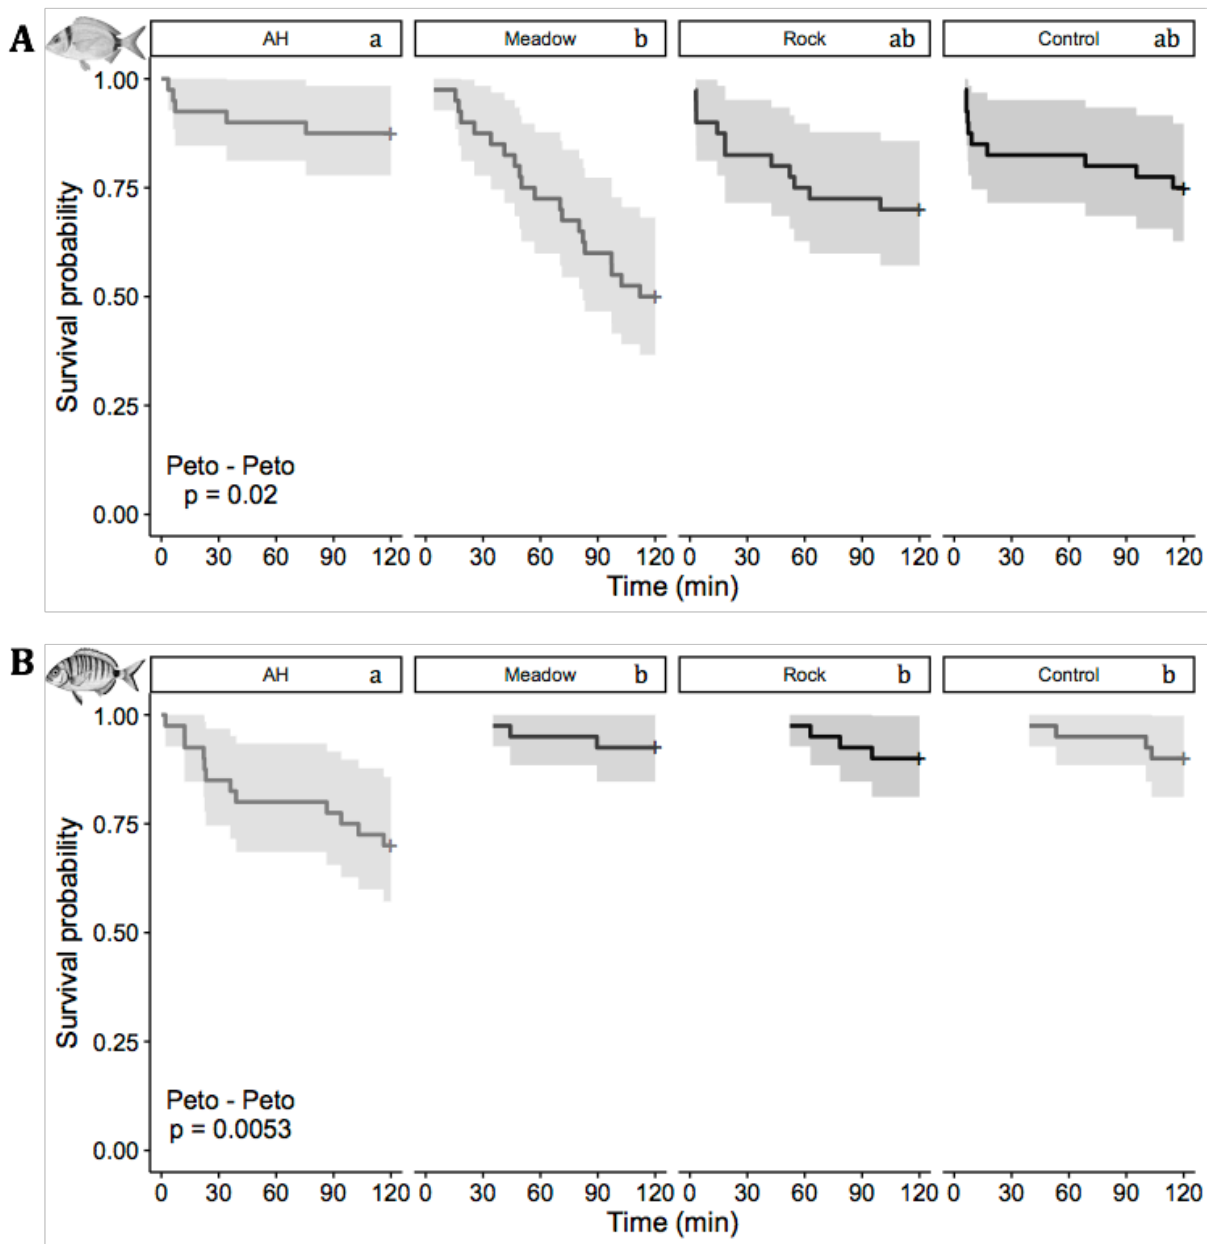 A
AH a Meadow b Rock ab Control ab
Survival probability
1.00
0.75
0.50
0.25
0.00
Peto - Peto
p = 0.02
0 30 60 90 120 0 30 60 90 120 0 30 60 90 120 0 30 60 90 120
Time (min)
B
AH a Meadow b Rock b Control b
Survival probability
1.00
0.75
0.50
0.25
0.00
Peto - Peto
p = 0.0053
0 30 60 90 120 0 30 60 90 120 0 30 60 90 120 0 30 60 90 120
Time (min)